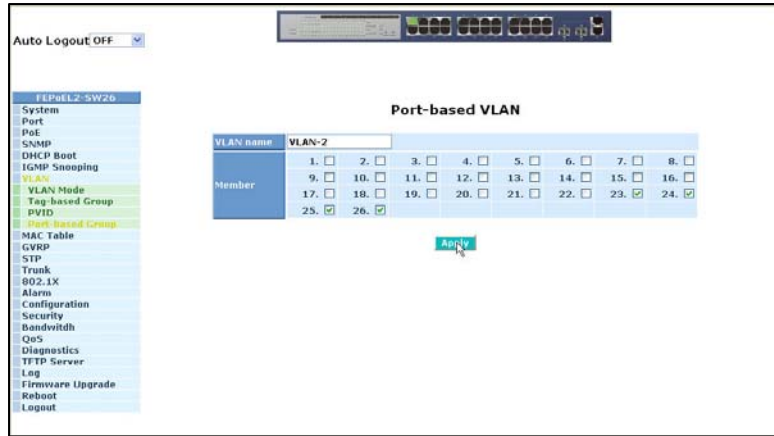 Auto Logout OFF
FEPoEL2-SW26
System
Port
PoE
SNMP
DHCP Boot
IGMP Snooping
VLAN
VLAN Mode
Tag-based Group
PVID
Port-based Group
MAC Table
GVRP
STP
Trunk
802.1X
Alarm
Configuration
Security
Bandwitdh
QoS
Diagnostics
TFTP Server
Log
Firmware Upgrade
Reboot
Logout
Port-based VLAN
VLAN name VLAN-2
Member
1. 2. 3. 4. 5. 6. 7. 8.
9. 10. 11. 12. 13. 14. 15. 16.
17. 18. 19. 20. 21. 22. 23. 24.
25. 26.
Apply